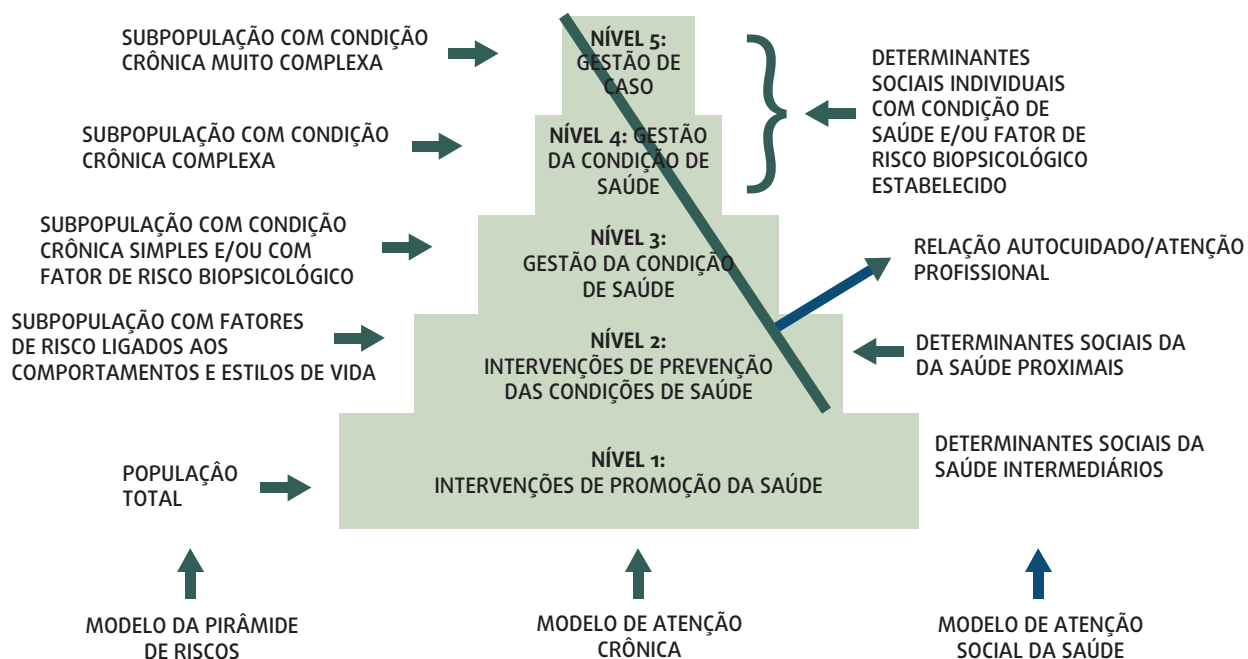 SUBPOPULAÇÃO COM CONDIÇÃO
CRÔNICA MUITO COMPLEXA
NÍVEL 5:
GESTÃO DE
CASO
DETERMINANTES
SOCIAIS INDIVIDUAIS
COM CONDIÇÃO DE
SAÚDE E/OU FATOR DE
RISCO BIOPSICOLÓGICO
ESTABELECIDO
SUBPOPULAÇÃO COM CONDIÇÃO
CRÔNICA COMPLEXA
NÍVEL 4: GESTÃO
DA CONDIÇÃO DE
SAÚDE
SUBPOPULAÇÃO COM CONDIÇÃO
CRÔNICA SIMPLES E/OU COM
FATOR DE RISCO BIOPSICOLÓGICO
NÍVEL 3:
GESTÃO DA CONDIÇÃO
DE SAÚDE
RELAÇÃO AUTOCUIDADO/ATENÇÃO
PROFISSIONAL
SUBPOPULAÇÃO COM FATORES
DE RISCO LIGADOS AOS
COMPORTAMENTOS E ESTILOS DE VIDA
NÍVEL 2:
INTERVENÇÕES DE PREVENÇÃO
DAS CONDIÇÕES DE SAÚDE
DETERMINANTES SOCIAIS DA
DA SAÚDE PROXIMAIS
POPULAÇÂO
TOTAL
NÍVEL 1:
INTERVENÇÕES DE PROMOÇÃO DA SAÚDE
DETERMINANTES SOCIAIS DA
SAÚDE INTERMEDIÁRIOS
MODELO DA PIRÂMIDE
DE RISCOS
MODELO DE ATENÇÃO
CRÔNICA
MODELO DE ATENÇÃO
SOCIAL DA SAÚDE